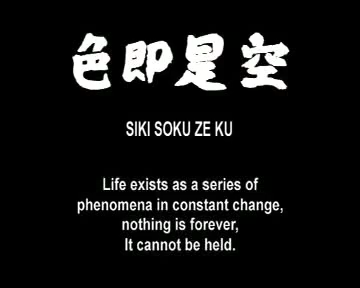 色即是空
SIKI SOKU ZE KU
Life exists as a series of
phenomena in constant change,
nothing is forever,
It cannot be held.